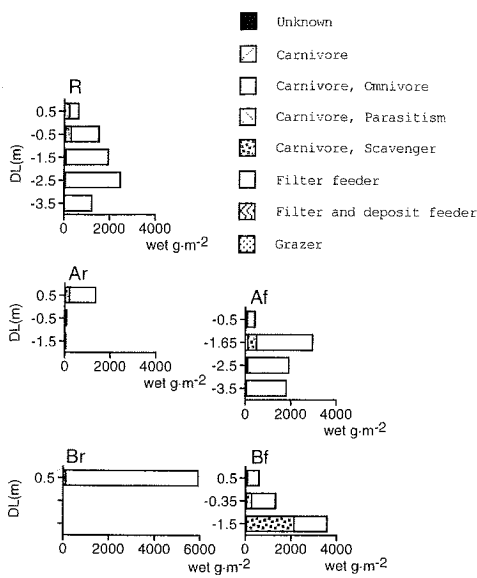 Unknown
Carnivore
Carnivore, Omnivore
Carnivore, Parasitism
Carnivore, Scavenger
Filter feeder
Filter and deposit feeder
Grazer
R
DL(m)
0.5
-0.5
-1.5
-2.5
-3.5
0 2000 4000
wet g·m-2
Ar
DL(m)
0.5
-0.5
-1.5
0 2000 4000
wet g·m-2
Af
-0.5
-1.65
-2.5
-3.5
0 2000 4000
wet g·m-2
Br
DL(m)
0.5
0 2000 4000 6000
wet g·m-2
Bf
0.5
-0.35
-1.5
0 2000 4000
wet g·m-2